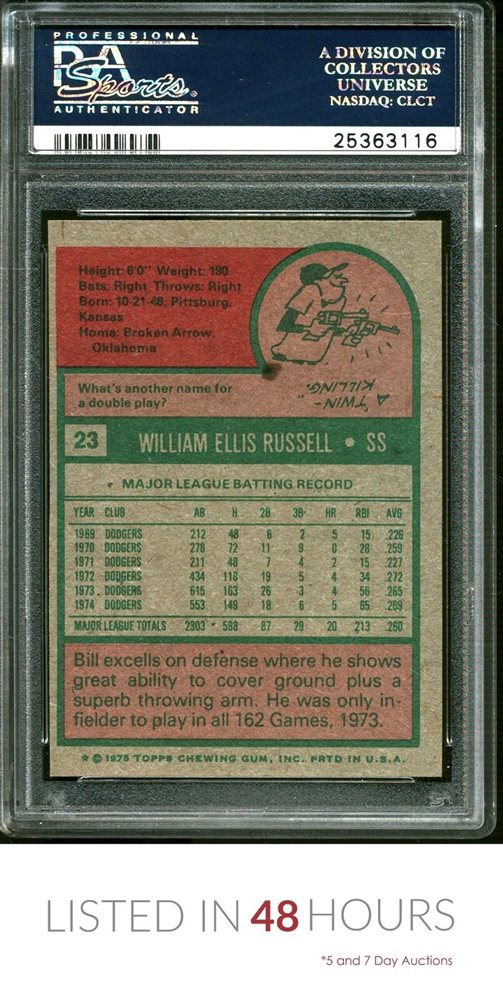 PROFESSIONAL
PSA
Sports
AUTHENTICATOR
A DIVISION OF
COLLECTORS
UNIVERSE
NASDAQ: CLCT
25363116
Height: 6'0" Weight: 180
Bats: Right Throws: Right
Born: 10-21-48, Pittsburg,
Kansas
Home: Broken Arrow,
Oklahoma
What's another name for
a double play?
A "TWIN-
KILLING."
23 WILLIAM ELLIS RUSSELL • SS
MAJOR LEAGUE BATTING RECORD
YEAR CLUB AB H 2B 3B HR RBI AVG
1969 DODGERS 212 48 6 2 5 15 .226
1970 DODGERS 278 72 11 9 0 28 .259
1971 DODGERS 211 48 7 4 2 15 .227
1972 DODGERS 434 118 19 5 4 34 .272
1973 DODGERS 615 163 26 3 4 56 .265
1974 DODGERS 553 149 18 6 5 65 .269
MAJOR LEAGUE TOTALS 2303 598 87 29 20 213 .260
Bill excells on defense where he shows
great ability to cover ground plus a
superb throwing arm. He was only in-
fielder to play in all 162 Games, 1973.
* © 1975 TOPPS CHEWING GUM, INC. PRTD IN U.S.A.
LISTED IN 48 HOURS
*5 and 7 Day Auctions